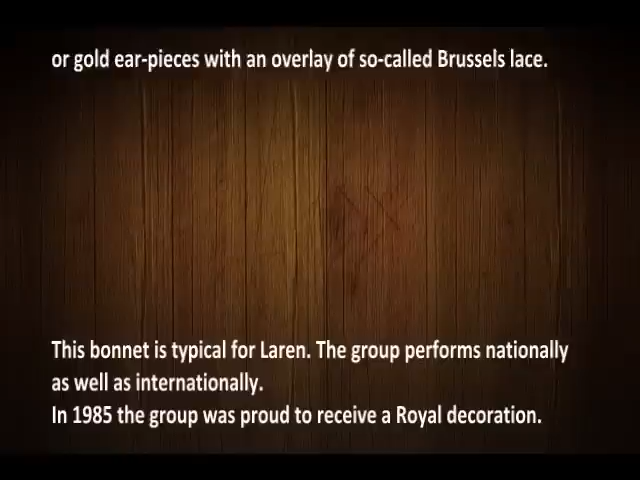 or gold ear-pieces with an overlay of so-called Brussels lace.
This bonnet is typical for Laren. The group performs nationally
as well as internationally.
In 1985 the group was proud to receive a Royal decoration.